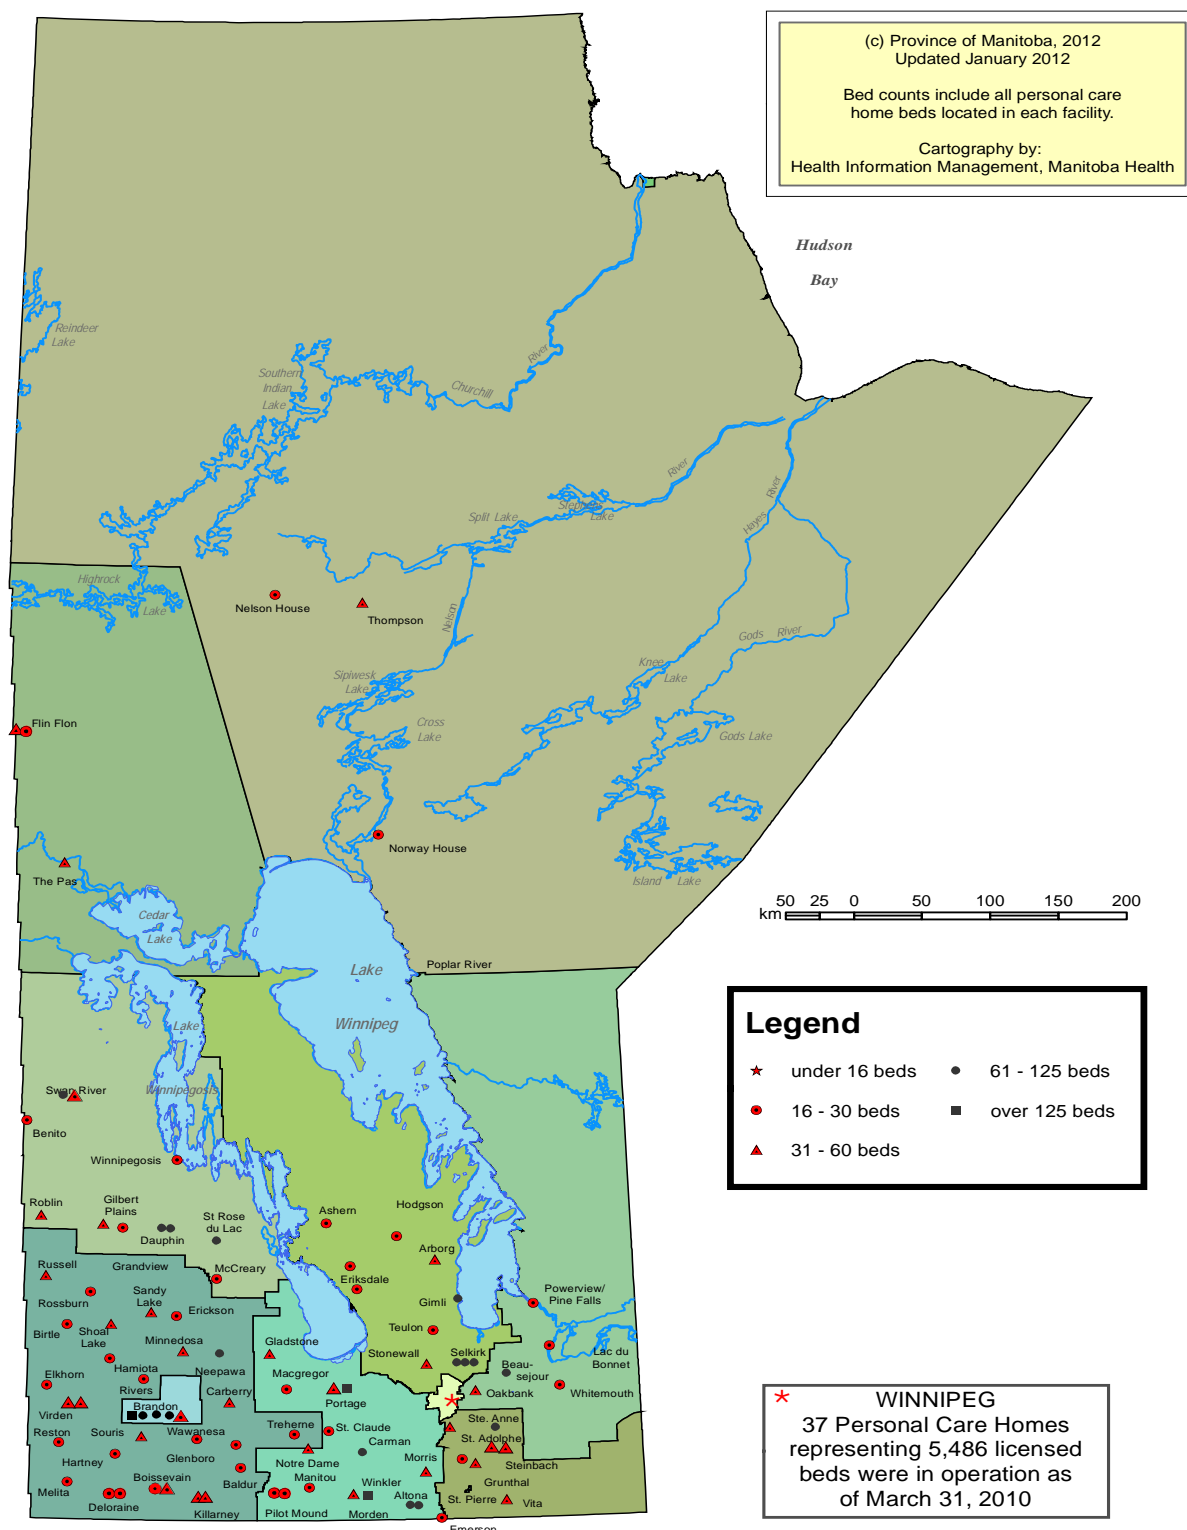 (c) Province of Manitoba, 2012
Updated January 2012
Bed counts include all personal care
home beds located in each facility.
Cartography by:
Health Information Management, Manitoba Health
Hudson
Bay
Reindeer
Lake
Southern
Indian
Lake
Churchill
River
River
Stephens
Lake
Split Lake
Hayes
River
Highrock
Lake
Nelson House
Thompson
Nelson
Gods River
Knee
Lake
Sipiwesk
Lake
Cross
Lake
Gods Lake
Flin Flon
Norway House
Island Lake
The Pas
Cedar
Lake
50 25 0 50 100 150 200
km
Poplar River
Lake
Winnipeg
Lake
Winnipegosis
Legend
under 16 beds
16 - 30 beds
31 - 60 beds
61 - 125 beds
over 125 beds
Swan River
Benito
Winnipegosis
Roblin
Gilbert
Plains
Dauphin
St Rose
du Lac
Ashern
Hodgson
Arborg
Russell
Grandview
McCreary
Eriksdale
Rossburn
Sandy
Lake
Erickson
Gimli
Powerview/
Pine Falls
Birtle
Shoal
Lake
Minnedosa
Teulon
Gladstone
Stonewall
Selkirk
Lac du
Bonnet
Beau-
sejour
Elkhorn
Hamiota
Neepawa
Rivers
Macgregor
Oakbank
Whitemouth
Virden
Brandon
Carberry
Portage
Reston
Souris
Wawanesa
Treherne
St. Claude
Ste. Anne
St. Adolphe
Carman
Hartney
Glenboro
Notre Dame
Morris
Steinbach
Melita
Boissevain
Baldur
Manitou
Winkler
Grunthal
Deloraine
Killarney
Pilot Mound
Morden
Altona
St. Pierre
Vita
Emerson
WINNIPEG
37 Personal Care Homes
representing 5,486 licensed
beds were in operation as
of March 31, 2010